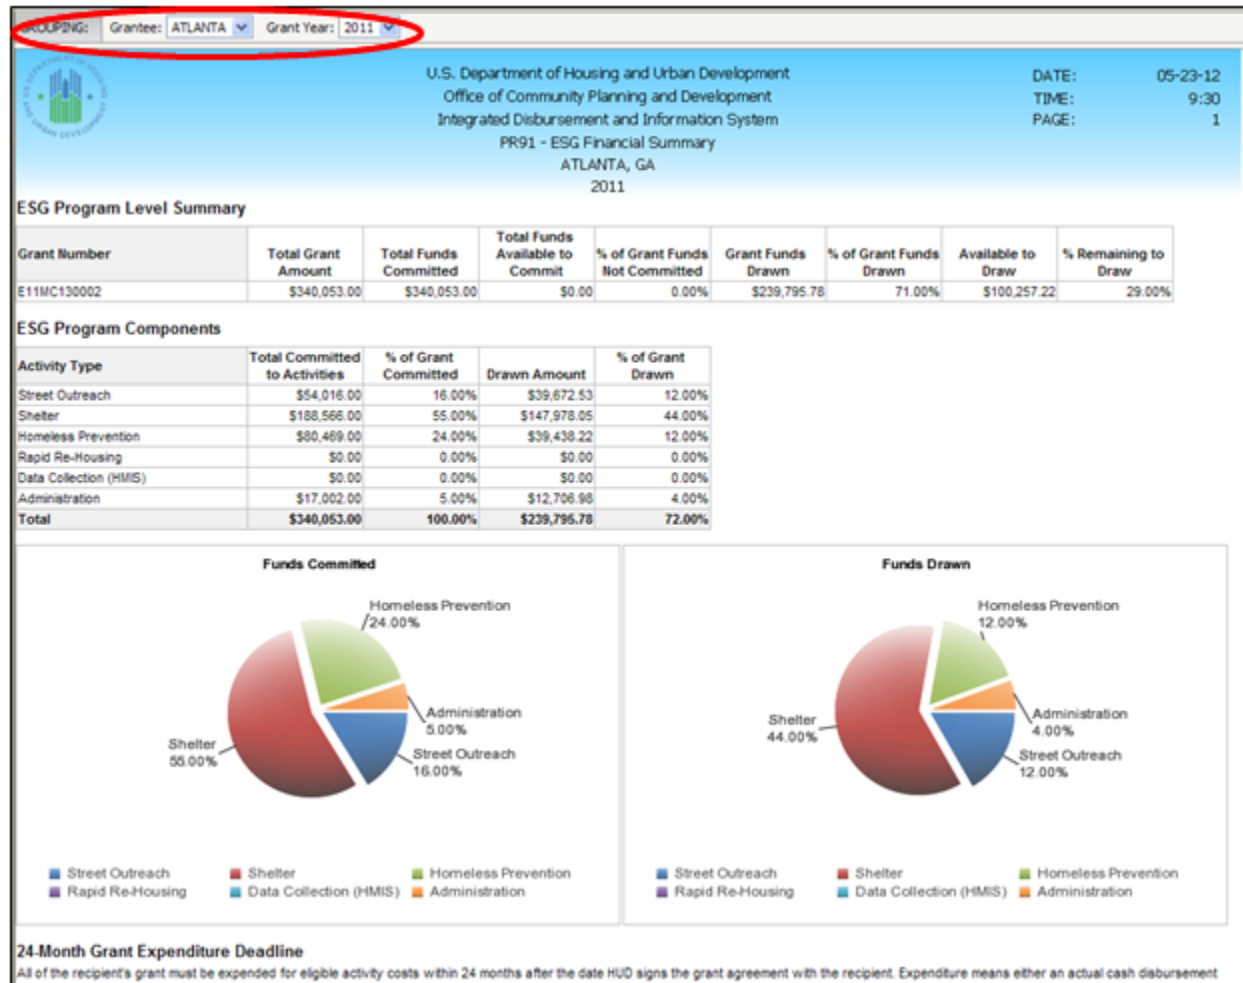 GROUPING: Grantee: ATLANTA Grant Year: 2011
U.S. Department of Housing and Urban Development
Office of Community Planning and Development
Integrated Disbursement and Information System
PR91 - ESG Financial Summary
ATLANTA, GA
2011
DATE: 05-23-12
TIME: 9:30
PAGE: 1
ESG Program Level Summary
Grant Number Total Grant Amount Total Funds Committed Total Funds Available to Commit % of Grant Funds Not Committed Grant Funds Drawn % of Grant Funds Drawn Available to Draw % Remaining to Draw
E11MC130002 $340,053.00 $340,053.00 $0.00 0.00% $239,795.78 71.00% $100,257.22 29.00%
ESG Program Components
Activity Type Total Committed to Activities % of Grant Committed Drawn Amount % of Grant Drawn
Street Outreach $54,016.00 16.00% $39,672.53 12.00%
Shelter $188,566.00 55.00% $147,978.05 44.00%
Homeless Prevention $80,469.00 24.00% $39,438.22 12.00%
Rapid Re-Housing $0.00 0.00% $0.00 0.00%
Data Collection (HMIS) $0.00 0.00% $0.00 0.00%
Administration $17,002.00 5.00% $12,706.98 4.00%
Total $340,053.00 100.00% $239,795.78 72.00%
Funds Committed
Homeless Prevention
24.00%
Administration
5.00%
Shelter
55.00%
Street Outreach
16.00%
Street Outreach Shelter Homeless Prevention
Rapid Re-Housing Data Collection (HMIS) Administration
Funds Drawn
Homeless Prevention
12.00%
Administration
4.00%
Shelter
44.00%
Street Outreach
12.00%
Street Outreach Shelter Homeless Prevention
Rapid Re-Housing Data Collection (HMIS) Administration
24-Month Grant Expenditure Deadline
All of the recipient's grant must be expended for eligible activity costs within 24 months after the date HUD signs the grant agreement with the recipient. Expenditure means either an actual cash disbursement